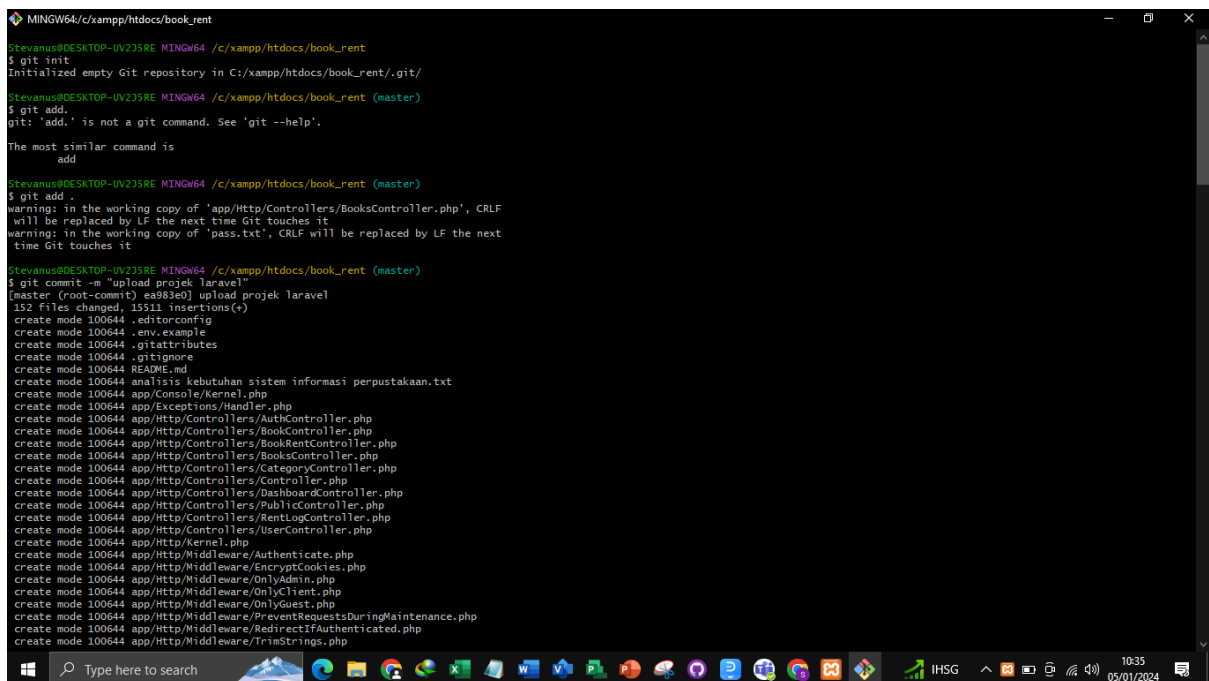 MINGW64:/c/xampp/htdocs/book_rent
Stevanus@DESKTOP-UV2J5RE MINGW64 /c/xampp/htdocs/book_rent
$ git init
Initialized empty Git repository in C:/xampp/htdocs/book_rent/.git/
Stevanus@DESKTOP-UV2J5RE MINGW64 /c/xampp/htdocs/book_rent (master)
$ git add.
git: 'add.' is not a git command. See 'git --help'.
The most similar command is
add
Stevanus@DESKTOP-UV2J5RE MINGW64 /c/xampp/htdocs/book_rent (master)
$ git add .
warning: in the working copy of 'app/Http/Controllers/BooksController.php', CRLF
will be replaced by LF the next time Git touches it
warning: in the working copy of 'pass.txt', CRLF will be replaced by LF the next
time Git touches it
Stevanus@DESKTOP-UV2J5RE MINGW64 /c/xampp/htdocs/book_rent (master)
$ git commit -m "upload projek laravel"
[master (root-commit) ea983e0] upload projek laravel
152 files changed, 15511 insertions(+)
create mode 100644 .editorconfig
create mode 100644 .env.example
create mode 100644 .gitattributes
create mode 100644 .gitignore
create mode 100644 README.md
create mode 100644 analisis kebutuhan sistem informasi perpustakaan.txt
create mode 100644 app/Console/Kernel.php
create mode 100644 app/Exceptions/Handler.php
create mode 100644 app/Http/Controllers/AuthController.php
create mode 100644 app/Http/Controllers/BookController.php
create mode 100644 app/Http/Controllers/BookRentController.php
create mode 100644 app/Http/Controllers/BooksController.php
create mode 100644 app/Http/Controllers/CategoryController.php
create mode 100644 app/Http/Controllers/Controller.php
create mode 100644 app/Http/Controllers/DashboardController.php
create mode 100644 app/Http/Controllers/PublicController.php
create mode 100644 app/Http/Controllers/RentLogController.php
create mode 100644 app/Http/Controllers/UserController.php
create mode 100644 app/Http/Kernel.php
create mode 100644 app/Http/Middleware/Authenticate.php
create mode 100644 app/Http/Middleware/EncryptCookies.php
create mode 100644 app/Http/Middleware/OnlyAdmin.php
create mode 100644 app/Http/Middleware/OnlyClient.php
create mode 100644 app/Http/Middleware/OnlyGuest.php
create mode 100644 app/Http/Middleware/PreventRequestsDuringMaintenance.php
create mode 100644 app/Http/Middleware/RedirectIfAuthenticated.php
create mode 100644 app/Http/Middleware/TrimStrings.php
Type here to search
IHSG
10:35
05/01/2024